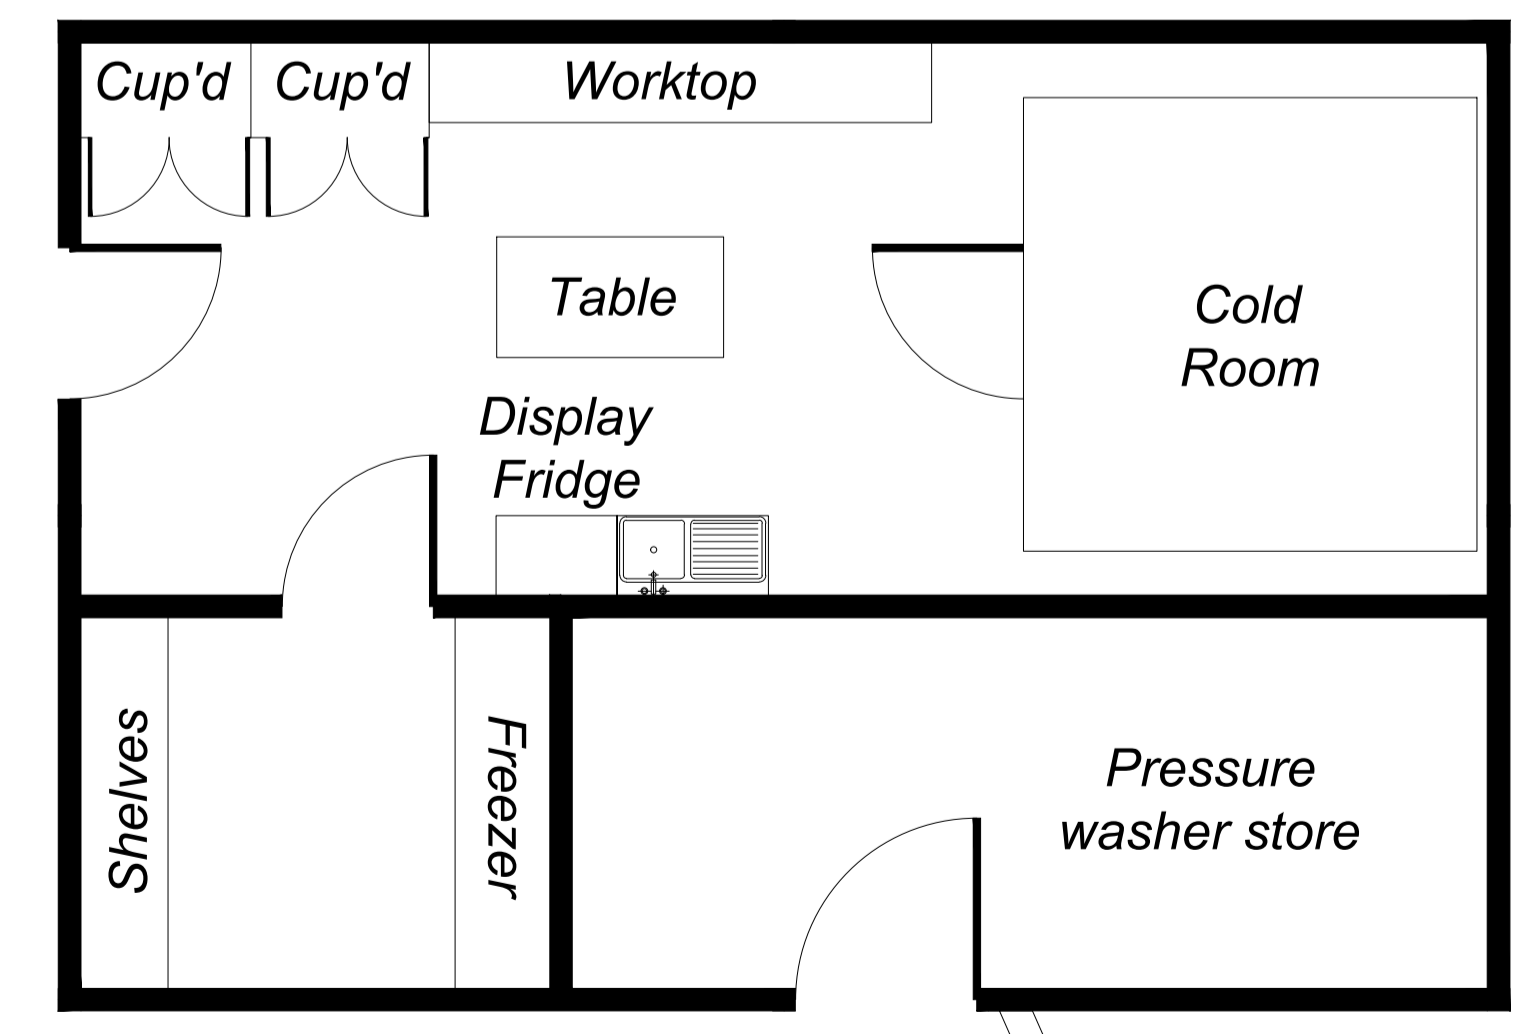 Cup'd
Cup'd
Worktop
Table
Cold
Room
Display
Fridge
Shelves
Freezer
Pressure
washer store